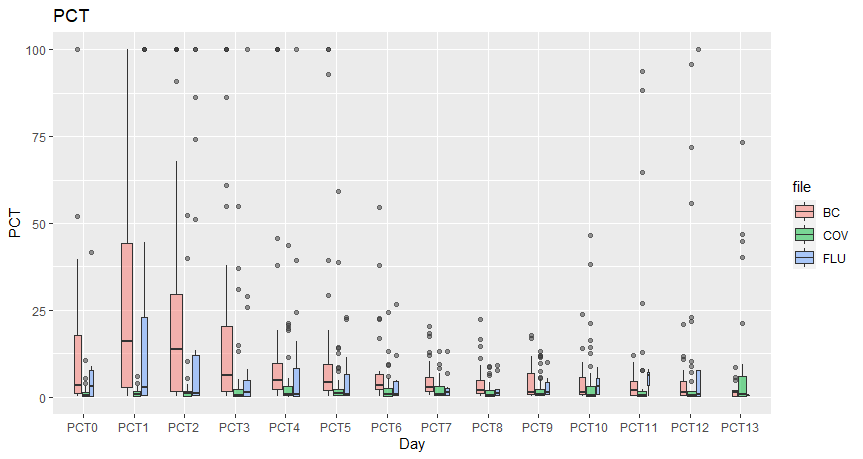 PCT
100
75
50
25
0
PCT
PCT0 PCT1 PCT2 PCT3 PCT4 PCT5 PCT6 PCT7 PCT8 PCT9 PCT10 PCT11 PCT12 PCT13
Day
file
BC
COV
FLU